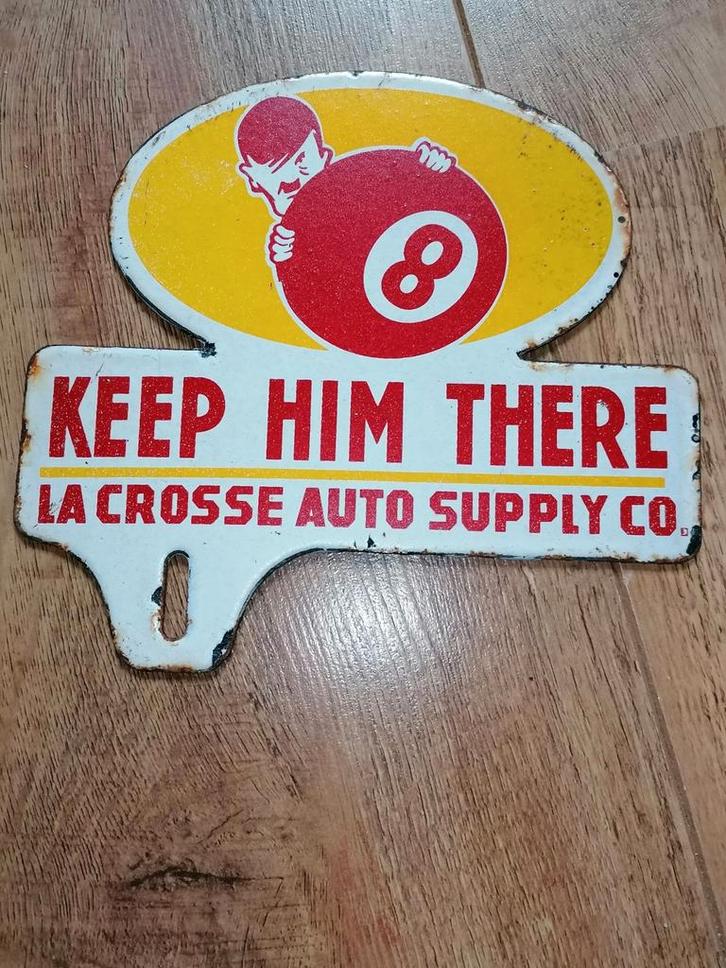 8
KEEP HIM THERE
LA CROSSE AUTO SUPPLY CO.